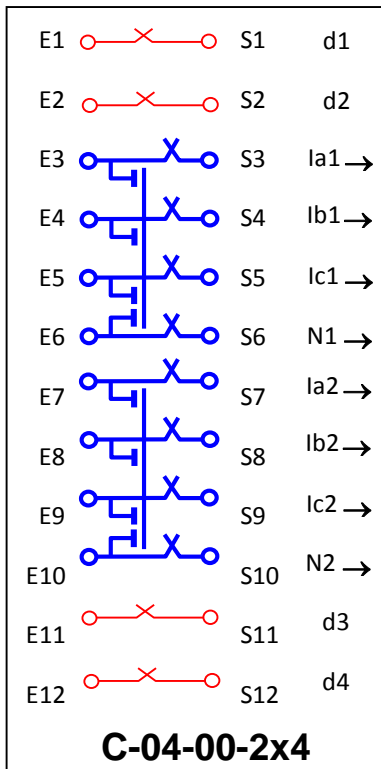 E1 S1 d1
E2 S2 d2
E3 S3 Ia1 →
E4 S4 Ib1 →
E5 S5 Ic1 →
E6 S6 N1 →
E7 S7 Ia2 →
E8 S8 Ib2 →
E9 S9 Ic2 →
E10 S10 N2 →
E11 S11 d3
E12 S12 d4
C-04-00-2x4